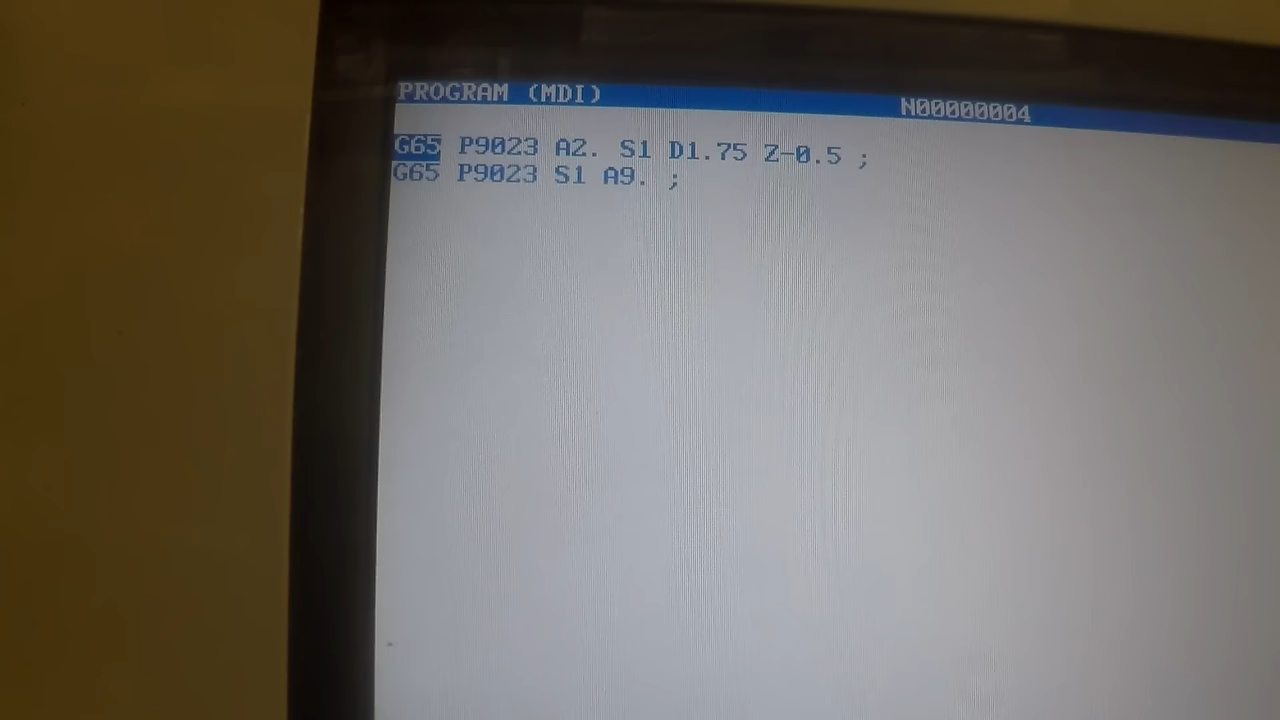 PROGRAM (MDI) N00000004
G65 P9023 A2. S1 D1.75 Z-0.5 ;
G65 P9023 S1 A9. ;